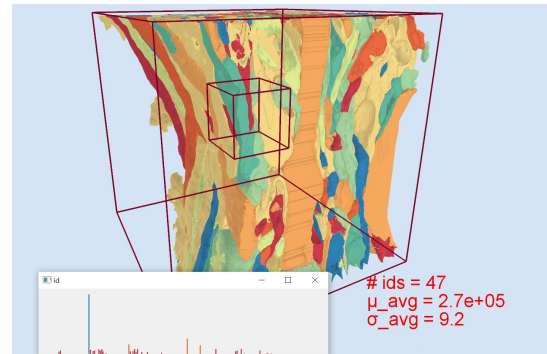 id
# ids = 47
μ_avg = 2.7e+05
σ_avg = 9.2